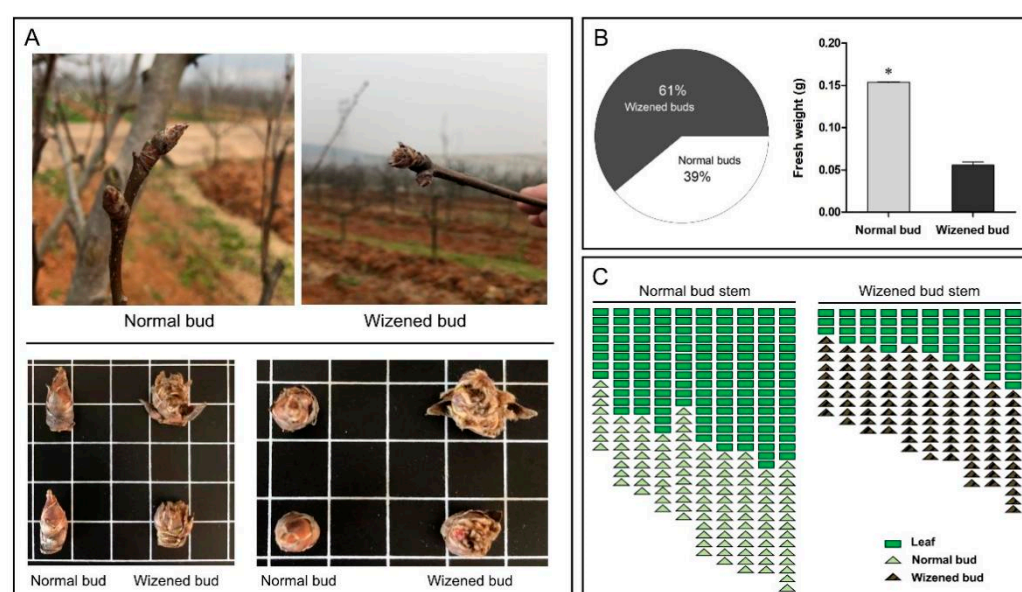 A
Normal bud
Wizened bud
Normal bud
Wizened bud
Normal bud
Wizened bud
B
61%
Wizened buds
Normal buds
39%
Fresh weight (g)
0.20
0.15
0.10
0.05
0.00
*
Normal bud
Wizened bud
C
Normal bud stem
Wizened bud stem
Leaf
Normal bud
Wizened bud